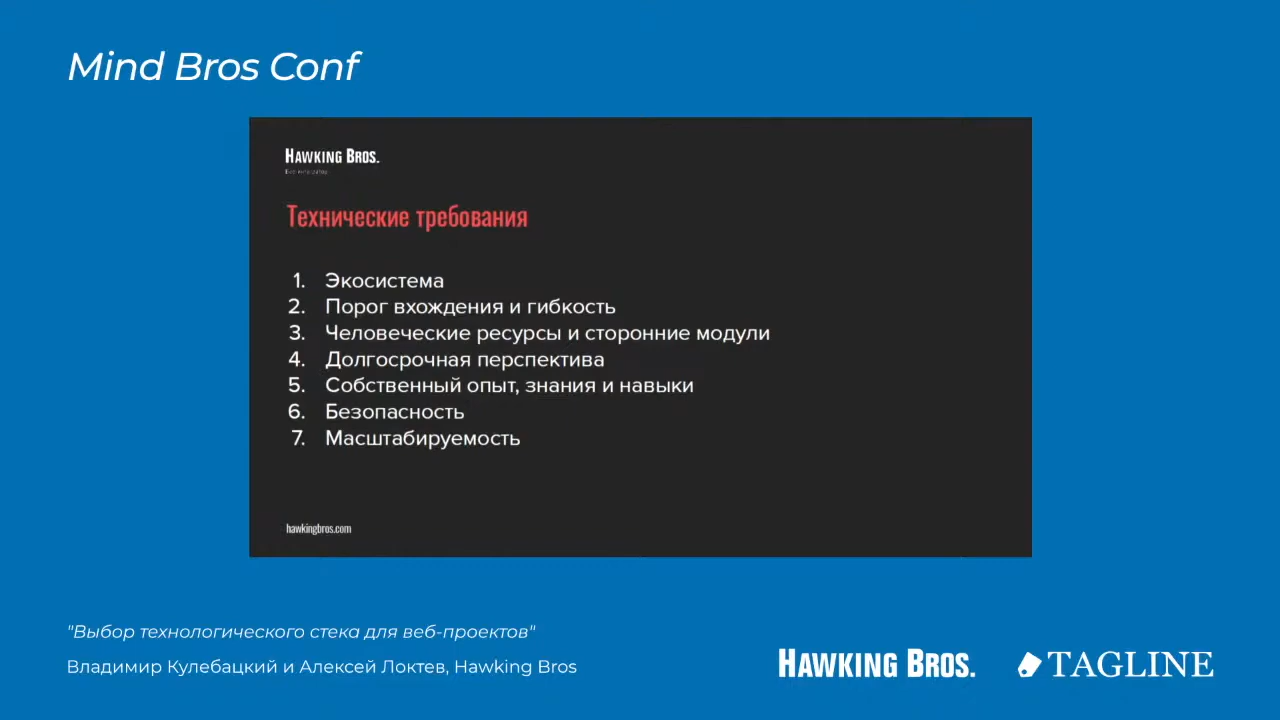 Mind Bros Conf
HAWKING BROS.
Технические требования
1. Экосистема
2. Порог вхождения и гибкость
3. Человеческие ресурсы и сторонние модули
4. Долгосрочная перспектива
5. Собственный опыт, знания и навыки
6. Безопасность
7. Масштабируемость
hawkingbros.com
"Выбор технологического стека для веб-проектов"
Владимир Кулебацкий и Алексей Локтев, Hawking Bros
HAWKING BROS.
TAGLINE